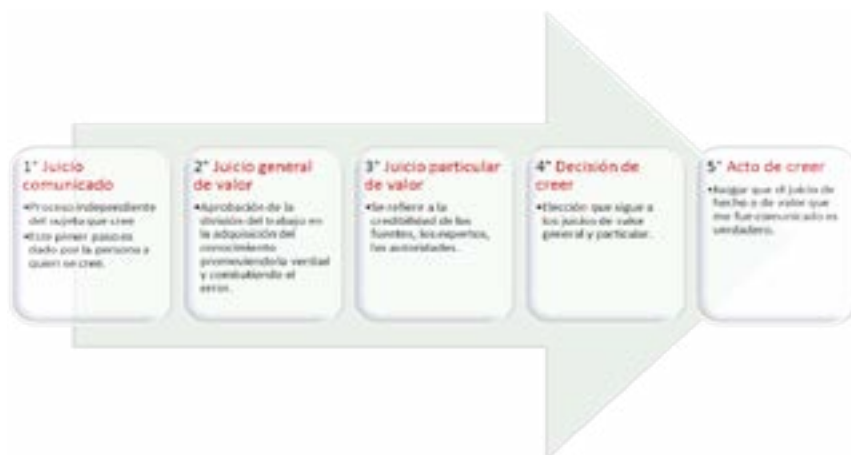 1° Juicio
comunicado
•Proceso independiente
del sujeto que cree
•Este primer paso es
dado por la persona a
quien se cree.
2° Juicio general
de valor
•Aprobación de la
división del trabajo en
la adquisición del
conocimiento
promoviendo la verdad
y combatiendo el
error.
3° Juicio particular
de valor
•Se refiere a la
credibilidad de las
fuentes, los expertos,
las autoridades.
4° Decisión de
creer
•Elección que sigue a
los juicios de valor
general y particular.
5° Acto de creer
que el juicio de
hecho o de valor que
me fue comunicado es
verdadero.